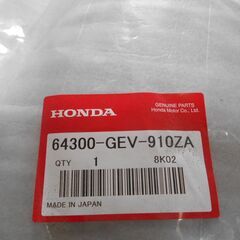 HONDA
GENUINE PARTS
Honda Motor Co., Ltd.
64300-GEV-910ZA
QTY 1 8K02
MADE IN JAPAN